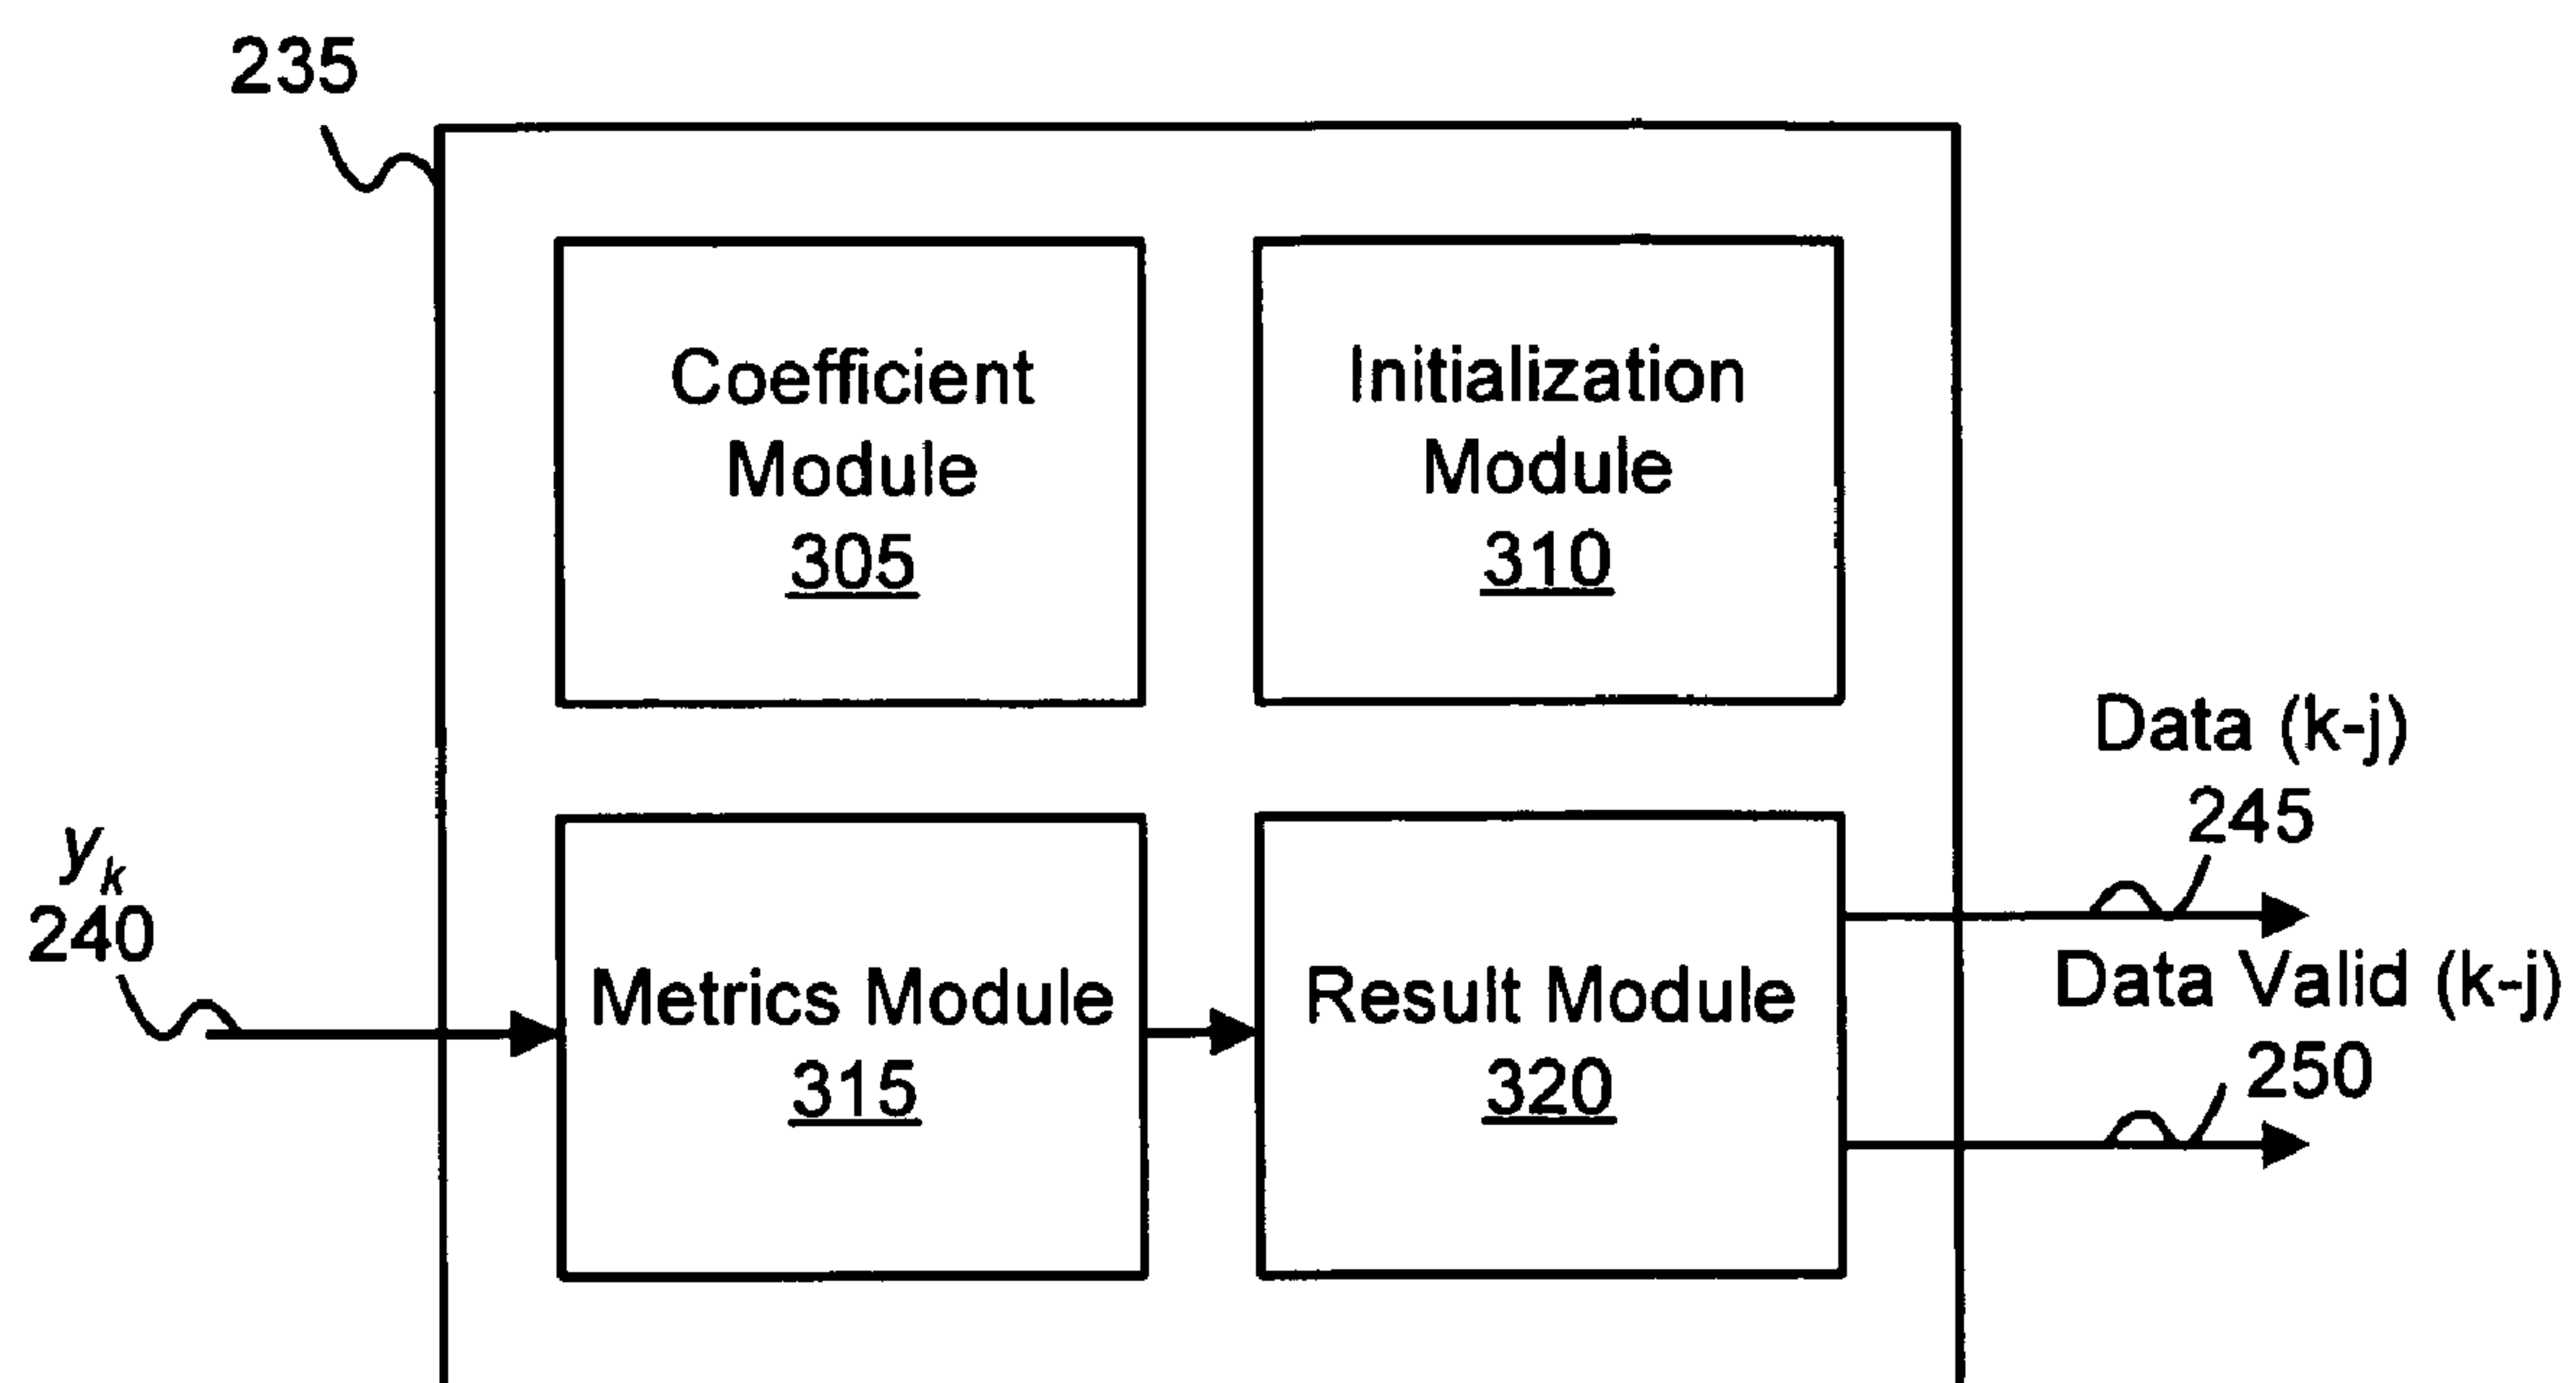 235
Coefficient
Module
305
Initialization
Module
310
Data (k-j)
245
y_k
240
Metrics Module
315
Result Module
320
Data Valid (k-j)
250